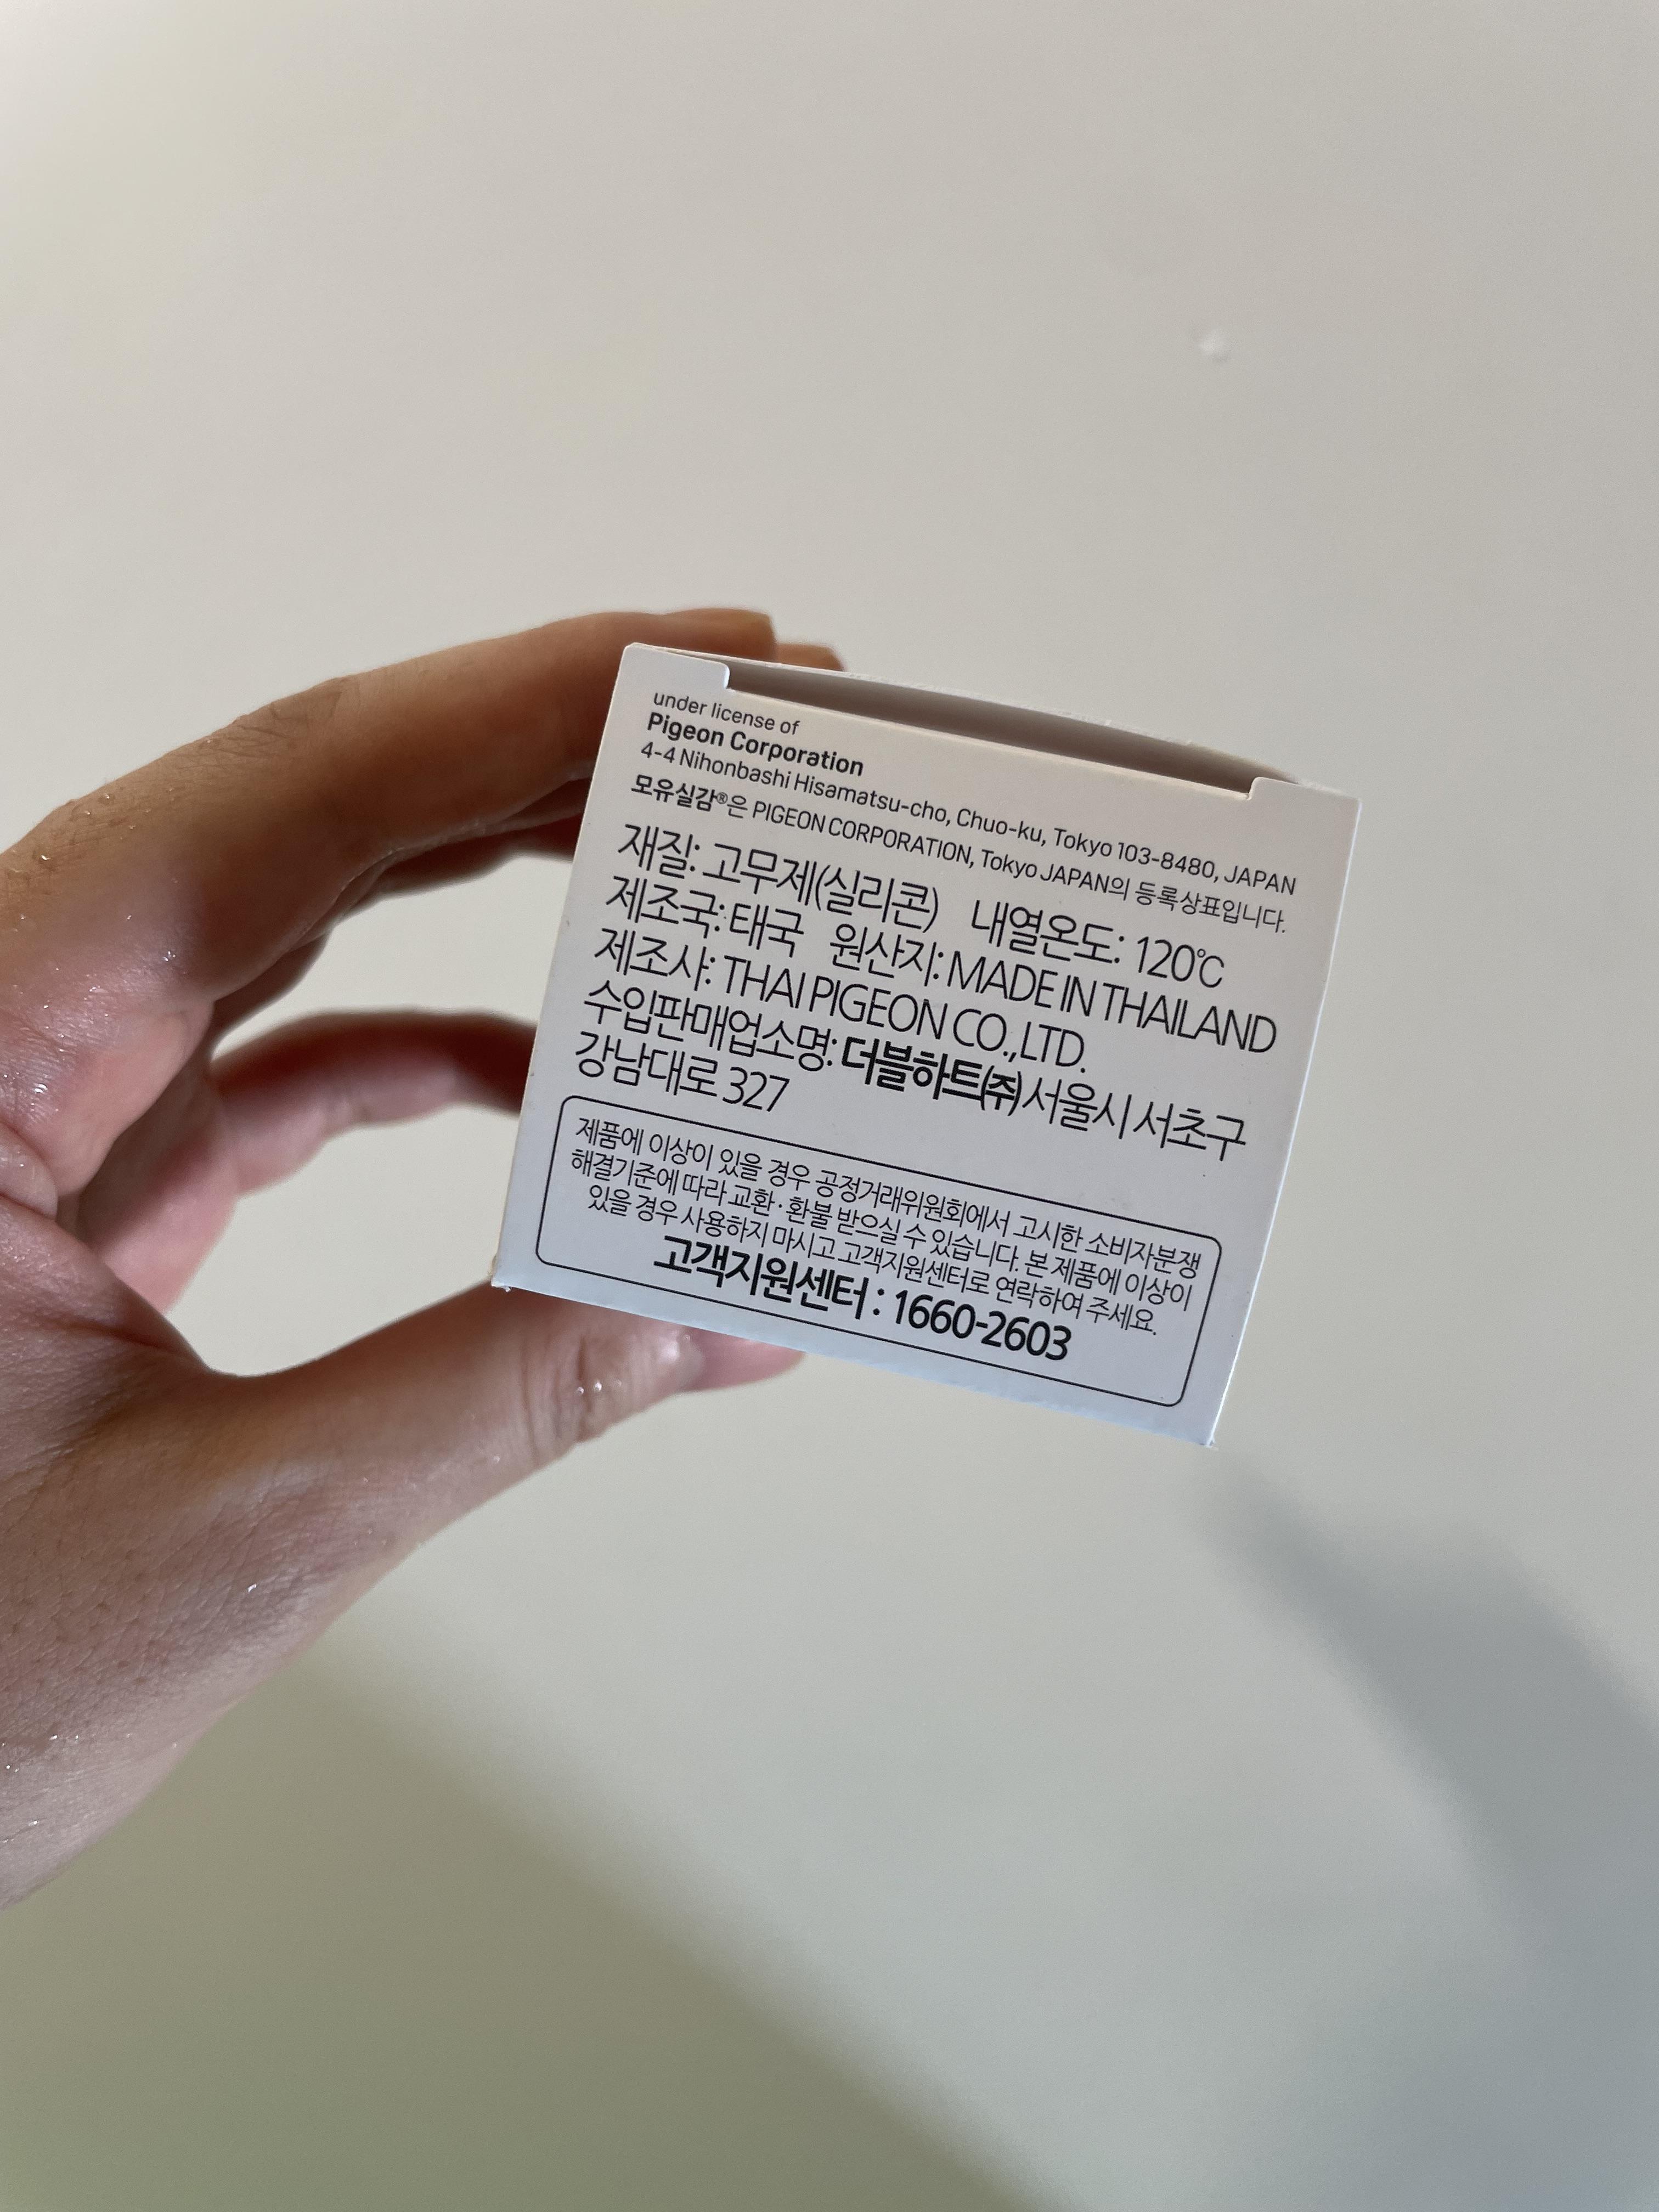 under license of
Pigeon Corporation
4-4 Nihonbashi Hisamatsu-cho, Chuo-ku, Tokyo 103-8480, JAPAN
모유실감®은 PIGEON CORPORATION, Tokyo JAPAN의 등록상표입니다.
재질: 고무제(실리콘) 내열온도: 120℃
제조국: 태국 원산지: MADE IN THAILAND
제조사: THAI PIGEON CO.,LTD.
수입판매업소명: 더블하트(주) 서울시 서초구
강남대로 327
제품에 이상이 있을 경우 공정거래위원회에서 고시한 소비자분쟁
해결기준에 따라 교환·환불 받으실 수 있습니다. 본 제품에 이상이
있을 경우 사용하지 마시고 고객지원센터로 연락하여 주세요.
고객지원센터 : 1660-2603